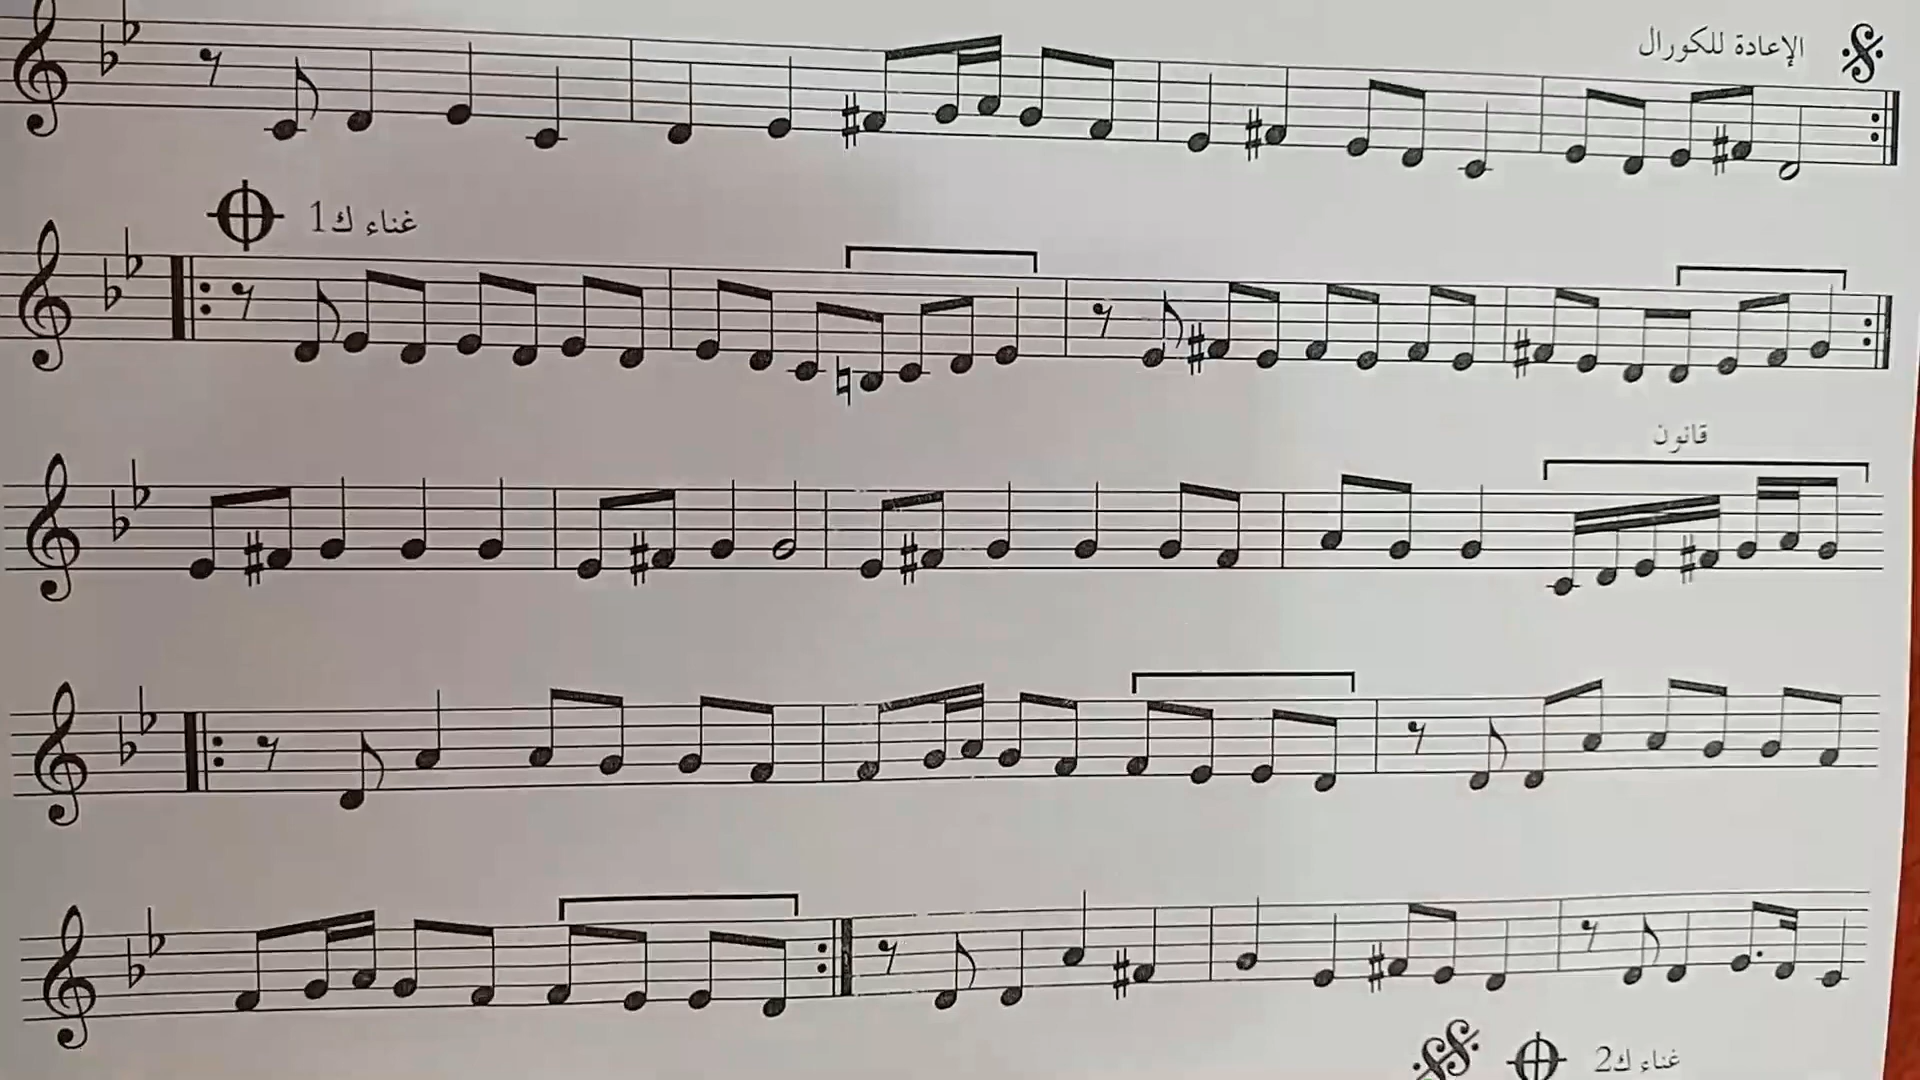 الإعادة للكورال
غناء ك1
قانون
غناء ك2